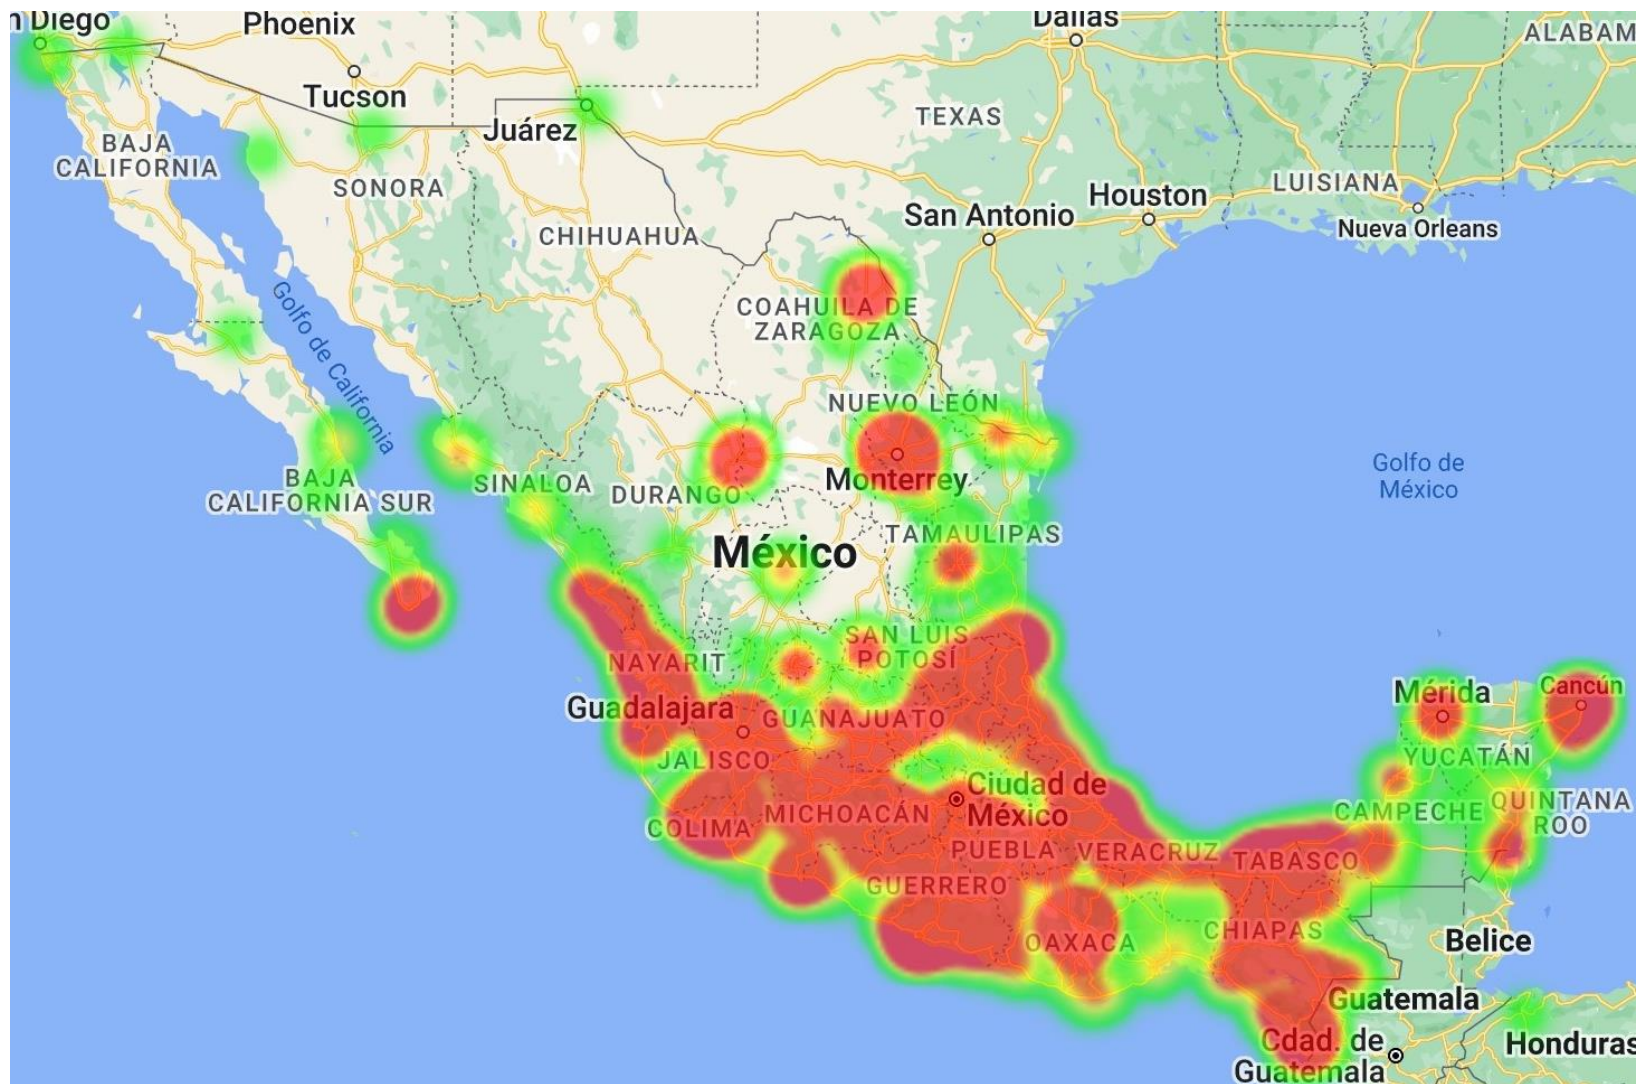 n Diego
Phoenix
Dallas
ALABAM
Tucson
Juárez
TEXAS
BAJA
CALIFORNIA
SONORA
LUISIANA
Houston
San Antonio
Nueva Orleans
CHIHUAHUA
Golfo de California
COAHUILA DE
ZARAGOZA
NUEVO LEÓN
Golfo de
México
BAJA
CALIFORNIA SUR
SINALOA
DURANGO
Monterrey
México
TAMAULIPAS
SAN LUIS
POTOSÍ
NAYARIT
Guadalajara
GUANAJUATO
Mérida
Cancún
JALISCO
YUCATÁN
Ciudad de
México
COLIMA
MICHOACÁN
CAMPECHE
QUINTANA
ROO
PUEBLA
VERACRUZ
TABASCO
GUERRERO
OAXACA
CHIAPAS
Belice
Guatemala
Cdad. de
Guatemala
Honduras